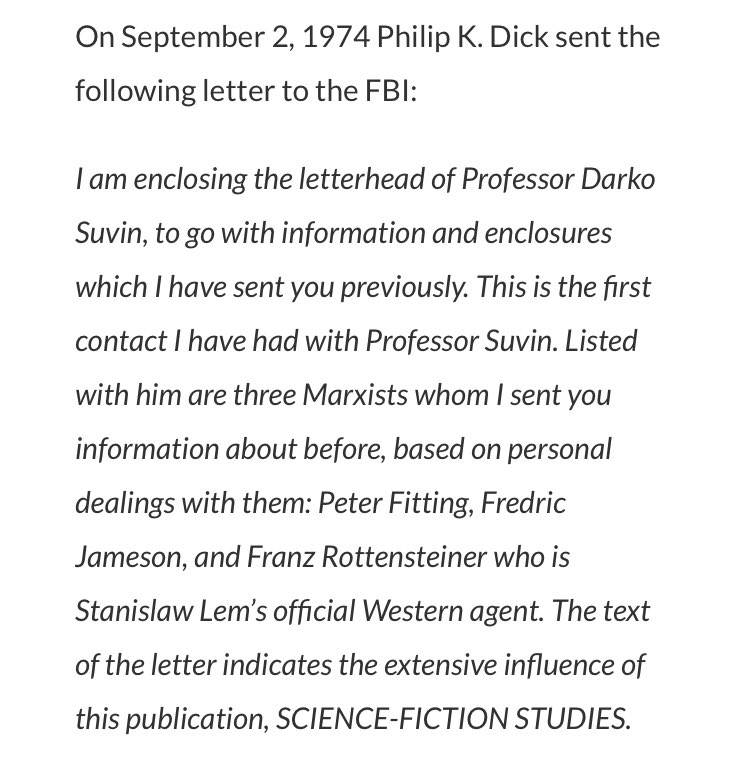 On September 2, 1974 Philip K. Dick sent the
following letter to the FBI:
I am enclosing the letterhead of Professor Darko
Suvin, to go with information and enclosures
which I have sent you previously. This is the first
contact I have had with Professor Suvin. Listed
with him are three Marxists whom I sent you
information about before, based on personal
dealings with them: Peter Fitting, Fredric
Jameson, and Franz Rottensteiner who is
Stanislaw Lem’s official Western agent. The text
of the letter indicates the extensive influence of
this publication, SCIENCE-FICTION STUDIES.